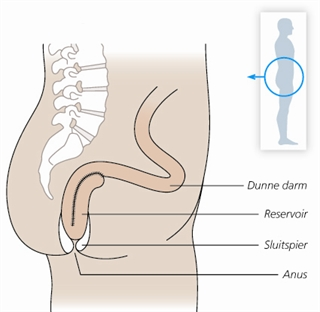 Dunne darm
Reservoir
Sluitspier
Anus